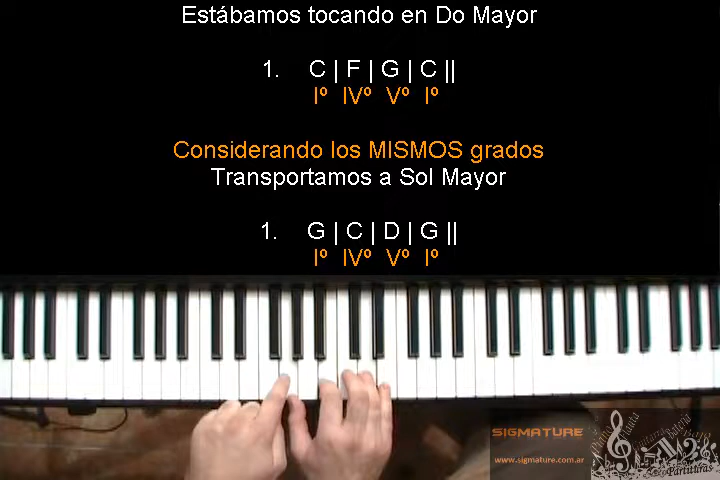 Estábamos tocando en Do Mayor
1. C | F | G | C ||
Iº IVº Vº Iº
Considerando los MISMOS grados
Transportamos a Sol Mayor
1. G | C | D | G ||
Iº IVº Vº Iº
SIGMATURE
www.sigmature.com.ar
Partituras